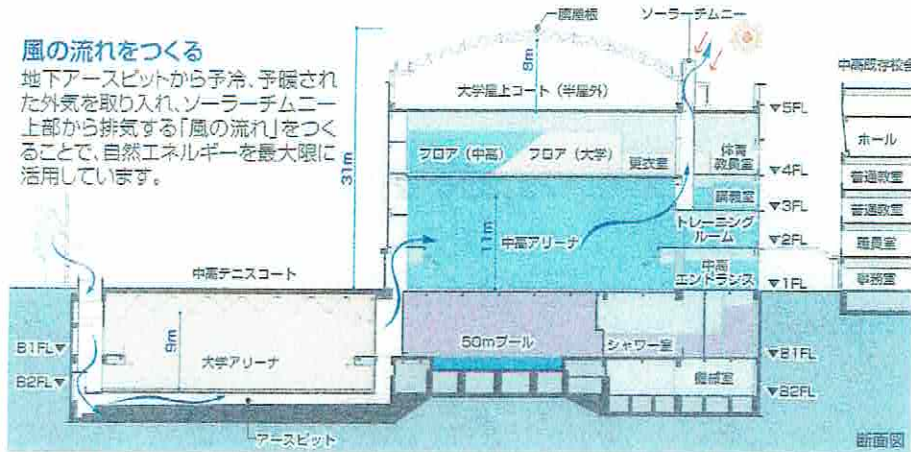 風の流れをつくる
地下アースピットから予冷、予暖され
た外気を取り入れ、ソーラーチムニー
上部から排気する「風の流れ」をつく
ることで、自然エネルギーを最大限に
活用しています。
膜屋根
ソーラーチムニー
8m
31m
大学屋上コート（半屋外）
中高既存校舎
▼5FL
ホール
フロア（中高）
フロア（大学）
更衣室
体育
教員室
▼4FL
普通教室
講義室
▼3FL
普通教室
11m
中高アリーナ
トレーニング
ルーム
▼2FL
職員室
中高テニスコート
中高
エントランス
▼1FL
事務室
9m
大学アリーナ
50mプール
シャワー室
B1FL▼
▼B1FL
機械室
B2FL▼
▼B2FL
アースピット
断面図